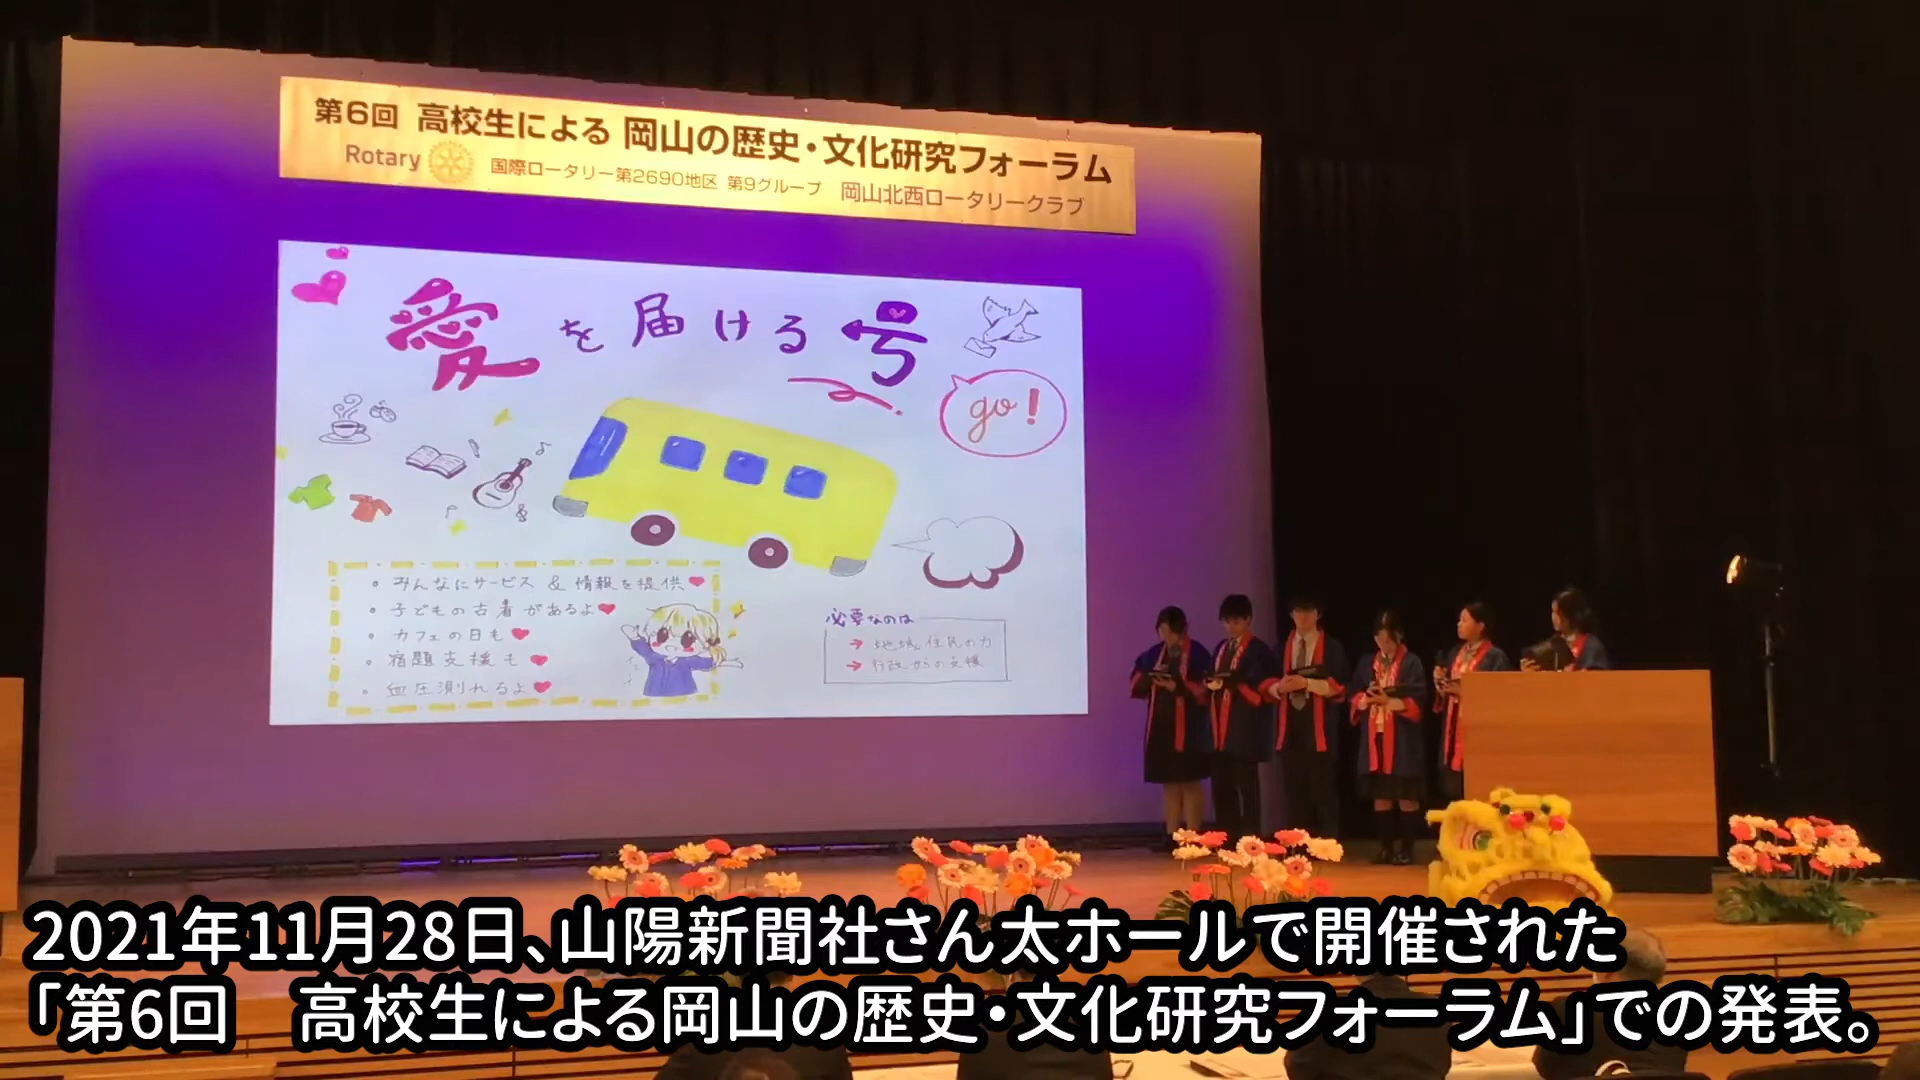 第6回 高校生による 岡山の歴史・文化研究フォーラム
Rotary 国際ロータリー第2690地区 第9グループ 岡山北西ロータリークラブ
愛を届ける号
go!
・みんなにサービス & 情報を提供
・子どもの古着があるよ
・カフェの日も
・宿題支援も
・血圧測れるよ
必要なのは
→ 地域住民の力
→ 行政からの支援
2021年11月28日、山陽新聞社さん太ホールで開催された
「第6回　高校生による岡山の歴史・文化研究フォーラム」での発表。